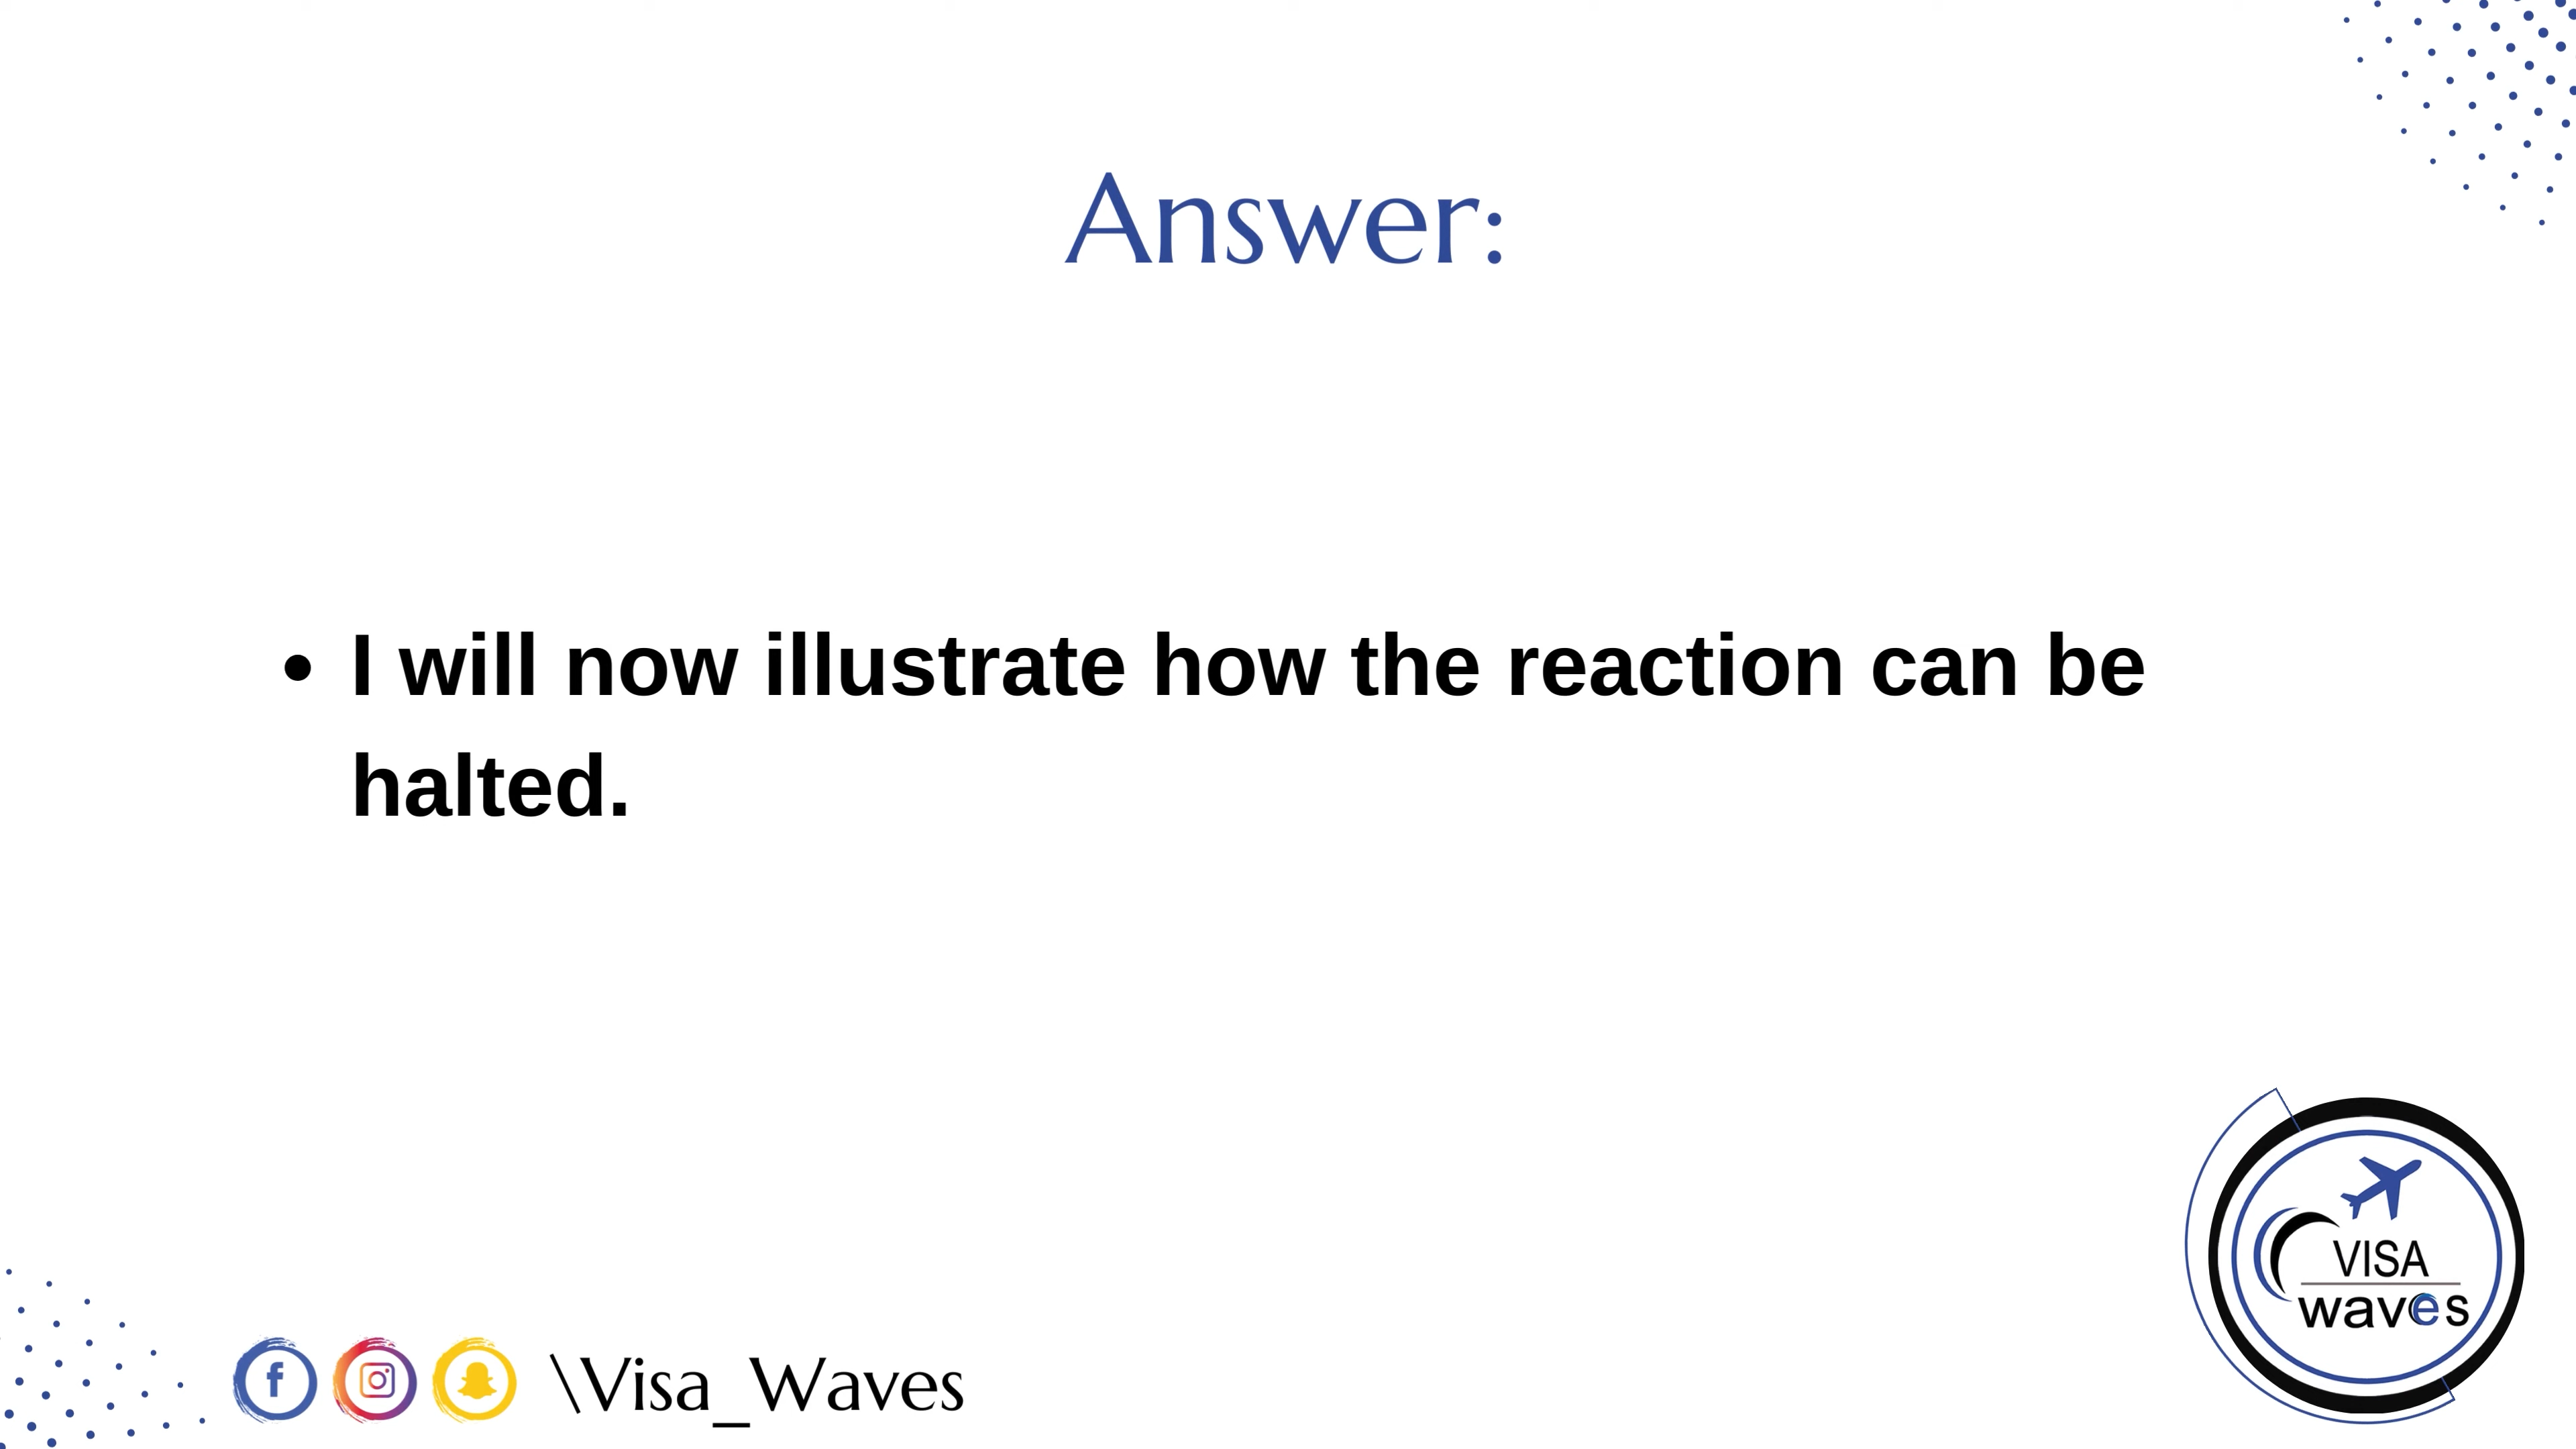 Answer:
• I will now illustrate how the reaction can be
halted.
VISA
waves
\Visa_Waves